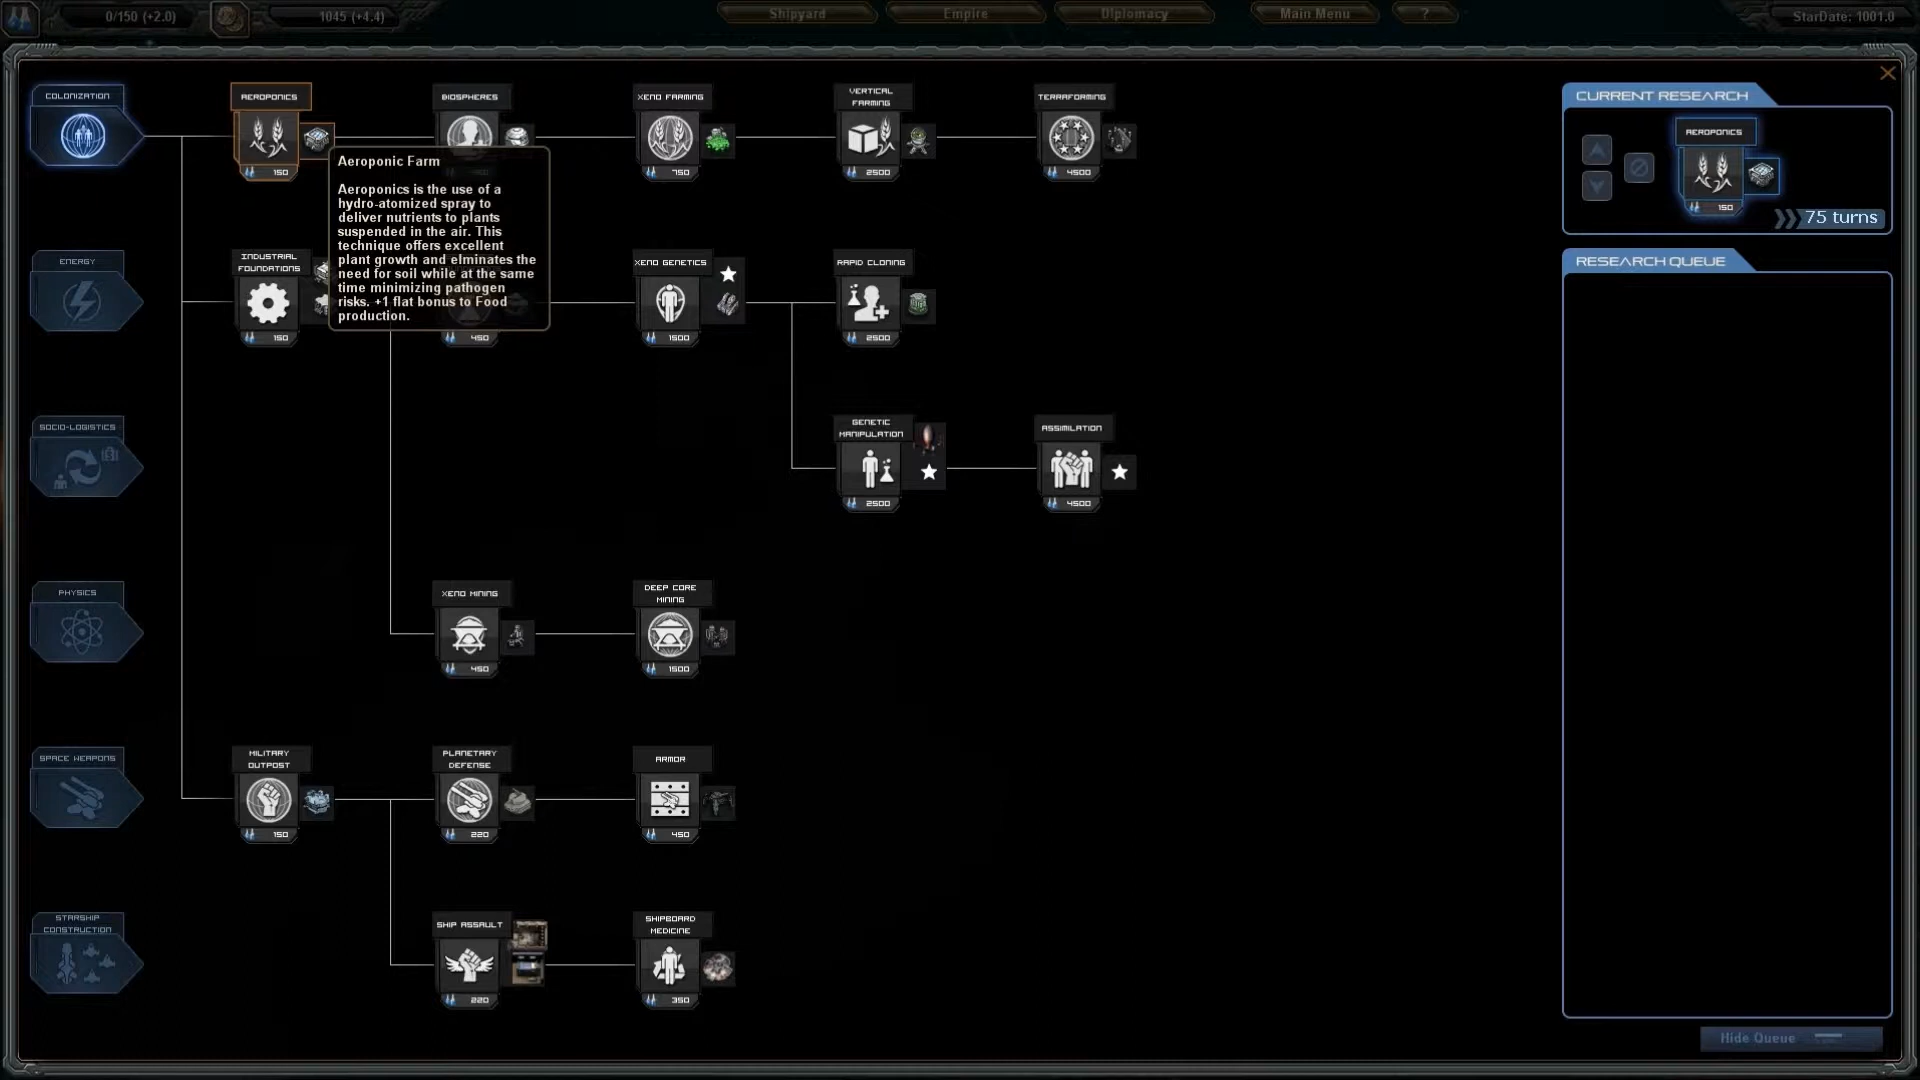 0/150 (+2.0)
1045 (+4.4)
Shipyard
Empire
Diplomacy
Main Menu
?
StarDate: 1001.0
COLONIZATION
ENERGY
SOCIO-LOGISTICS
PHYSICS
SPACE WEAPONS
STARSHIP
CONSTRUCTION
AEROPONICS
150
BIOSPHERES
XENO FARMING
750
VERTICAL
FARMING
2500
TERRAFORMING
4500
Aeroponic Farm
Aeroponics is the use of a
hydro-atomized spray to
deliver nutrients to plants
suspended in the air. This
technique offers excellent
plant growth and elminates the
need for soil while at the same
time minimizing pathogen
risks. +1 flat bonus to Food
production.
INDUSTRIAL
FOUNDATIONS
150
450
XENO GENETICS
1500
RAPID CLONING
2500
GENETIC
MANIPULATION
2500
ASSIMILATION
4500
XENO MINING
450
DEEP CORE
MINING
1500
MILITARY
OUTPOST
150
PLANETARY
DEFENSE
220
ARMOR
450
SHIP ASSAULT
220
SHIPBOARD
MEDICINE
350
CURRENT RESEARCH
AEROPONICS
150
75 turns
RESEARCH QUEUE
Hide Queue